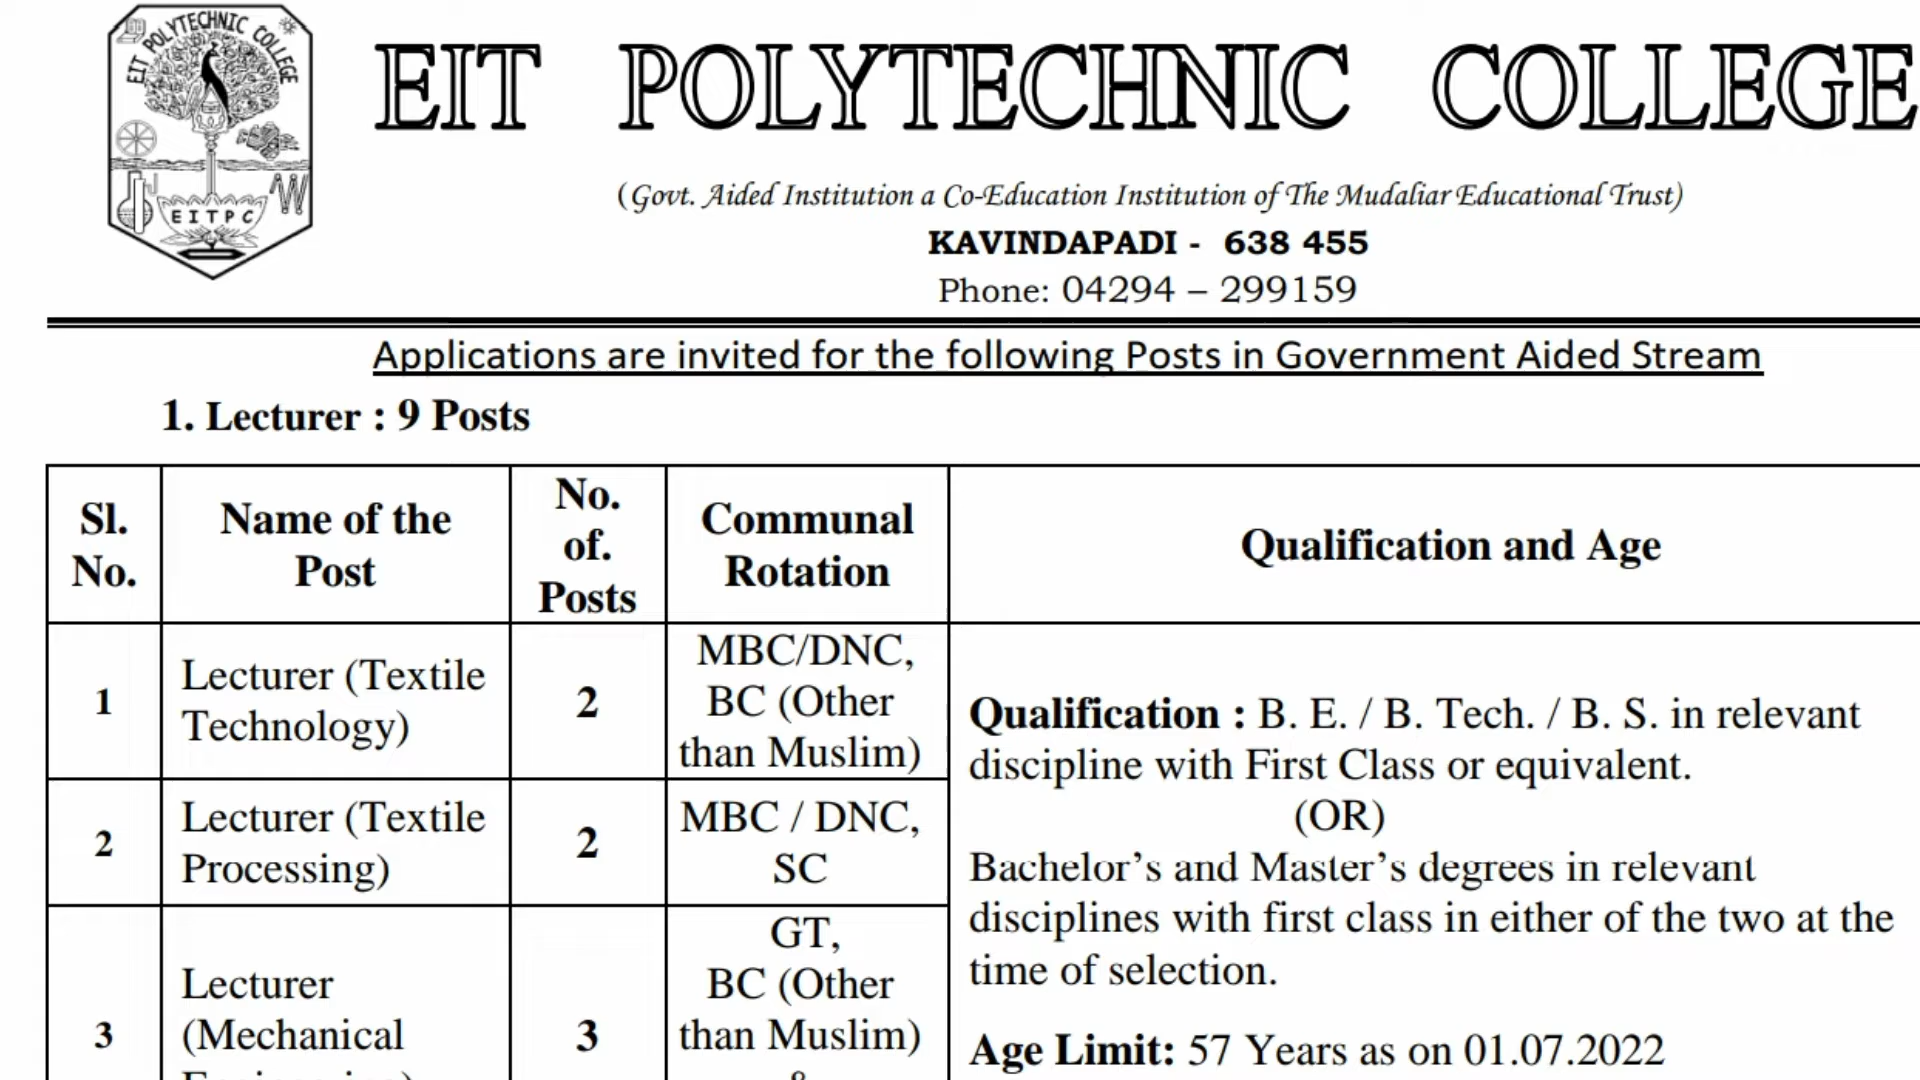 EIT POLYTECHNIC COLLEGE
EITPC
EIT POLYTECHNIC COLLEGE
(Govt. Aided Institution a Co-Education Institution of The Mudaliar Educational Trust)
KAVINDAPADI - 638 455
Phone: 04294 – 299159
Applications are invited for the following Posts in Government Aided Stream
1. Lecturer : 9 Posts
Sl.
No.
Name of the
Post
No.
of.
Posts
Communal
Rotation
Qualification and Age
1
Lecturer (Textile
Technology)
2
MBC/DNC,
BC (Other
than Muslim)
2
Lecturer (Textile
Processing)
2
MBC / DNC,
SC
3
Lecturer
(Mechanical
3
GT,
BC (Other
than Muslim)
&
Qualification : B. E. / B. Tech. / B. S. in relevant
discipline with First Class or equivalent.
(OR)
Bachelor’s and Master’s degrees in relevant
disciplines with first class in either of the two at the
time of selection.
Age Limit: 57 Years as on 01.07.2022